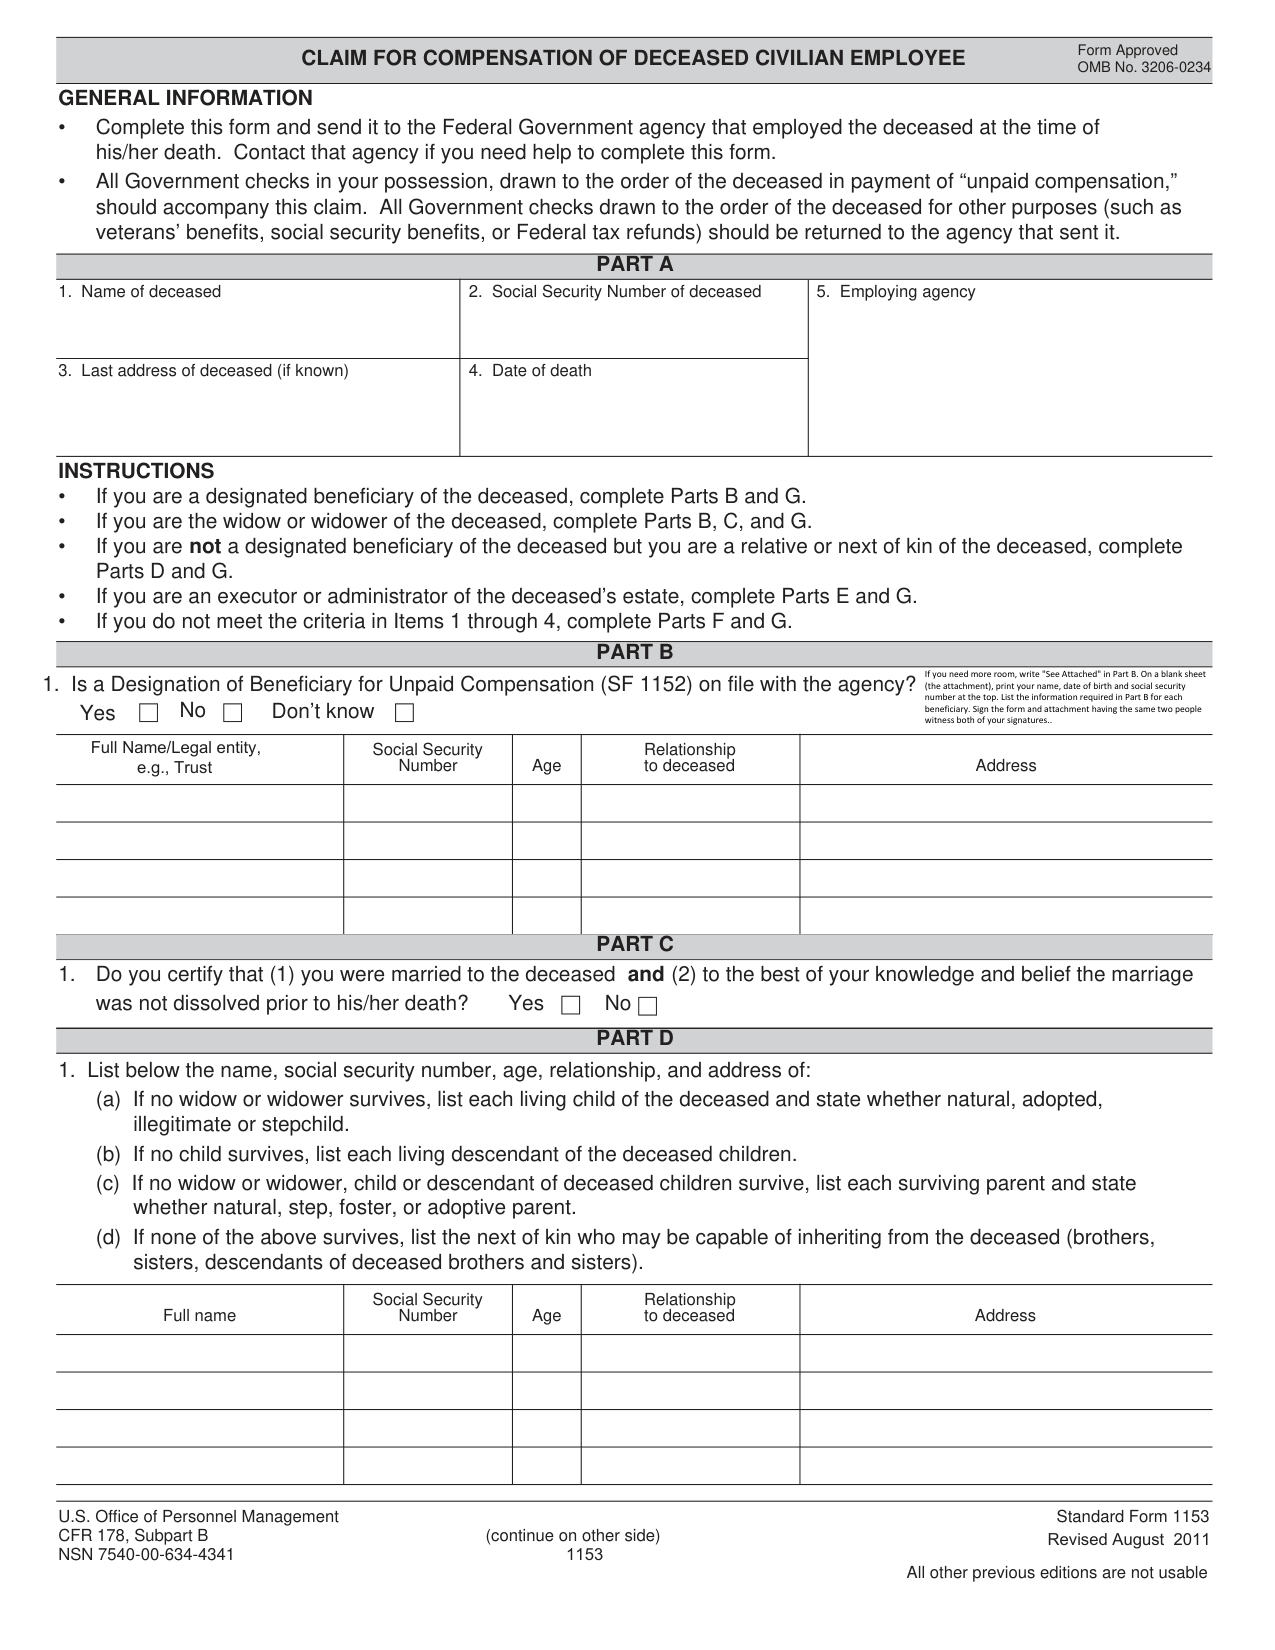 CLAIM FOR COMPENSATION OF DECEASED CIVILIAN EMPLOYEE
Form Approved
OMB No. 3206-0234
GENERAL INFORMATION
• Complete this form and send it to the Federal Government agency that employed the deceased at the time of
his/her death. Contact that agency if you need help to complete this form.
• All Government checks in your possession, drawn to the order of the deceased in payment of “unpaid compensation,”
should accompany this claim. All Government checks drawn to the order of the deceased for other purposes (such as
veterans’ benefits, social security benefits, or Federal tax refunds) should be returned to the agency that sent it.
PART A
1. Name of deceased
2. Social Security Number of deceased
5. Employing agency
3. Last address of deceased (if known)
4. Date of death
INSTRUCTIONS
• If you are a designated beneficiary of the deceased, complete Parts B and G.
• If you are the widow or widower of the deceased, complete Parts B, C, and G.
• If you are not a designated beneficiary of the deceased but you are a relative or next of kin of the deceased, complete
Parts D and G.
• If you are an executor or administrator of the deceased’s estate, complete Parts E and G.
• If you do not meet the criteria in Items 1 through 4, complete Parts F and G.
PART B
1. Is a Designation of Beneficiary for Unpaid Compensation (SF 1152) on file with the agency?
Yes ☐ No ☐ Don’t know ☐
If you need more room, write "See Attached" in Part B. On a blank sheet
(the attachment), print your name, date of birth and social security
number at the top. List the information required in Part B for each
beneficiary. Sign the form and attachment having the same two people
witness both of your signatures..
Full Name/Legal entity,
e.g., Trust
Social Security
Number
Age
Relationship
to deceased
Address
PART C
1. Do you certify that (1) you were married to the deceased and (2) to the best of your knowledge and belief the marriage
was not dissolved prior to his/her death? Yes ☐ No ☐
PART D
1. List below the name, social security number, age, relationship, and address of:
(a) If no widow or widower survives, list each living child of the deceased and state whether natural, adopted,
illegitimate or stepchild.
(b) If no child survives, list each living descendant of the deceased children.
(c) If no widow or widower, child or descendant of deceased children survive, list each surviving parent and state
whether natural, step, foster, or adoptive parent.
(d) If none of the above survives, list the next of kin who may be capable of inheriting from the deceased (brothers,
sisters, descendants of deceased brothers and sisters).
Full name
Social Security
Number
Age
Relationship
to deceased
Address
U.S. Office of Personnel Management
CFR 178, Subpart B
NSN 7540-00-634-4341
(continue on other side)
1153
Standard Form 1153
Revised August 2011
All other previous editions are not usable